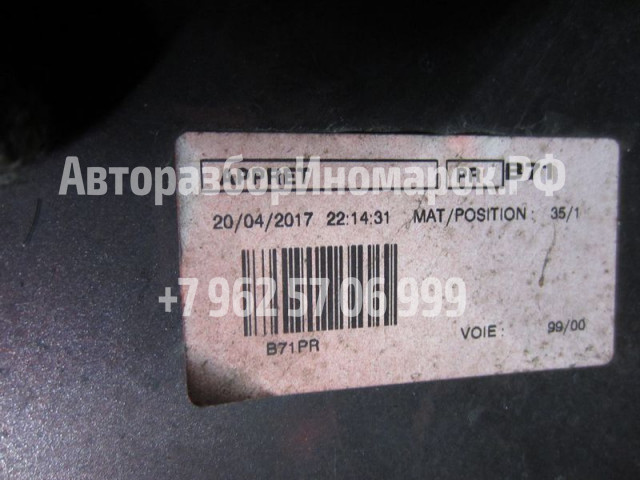 АвторазборИномарок.РФ
PR B71
20/04/2017 22:14:31 MAT/POSITION : 35/1
+7 962 57 06 999
B71PR
VOIE : 99/00